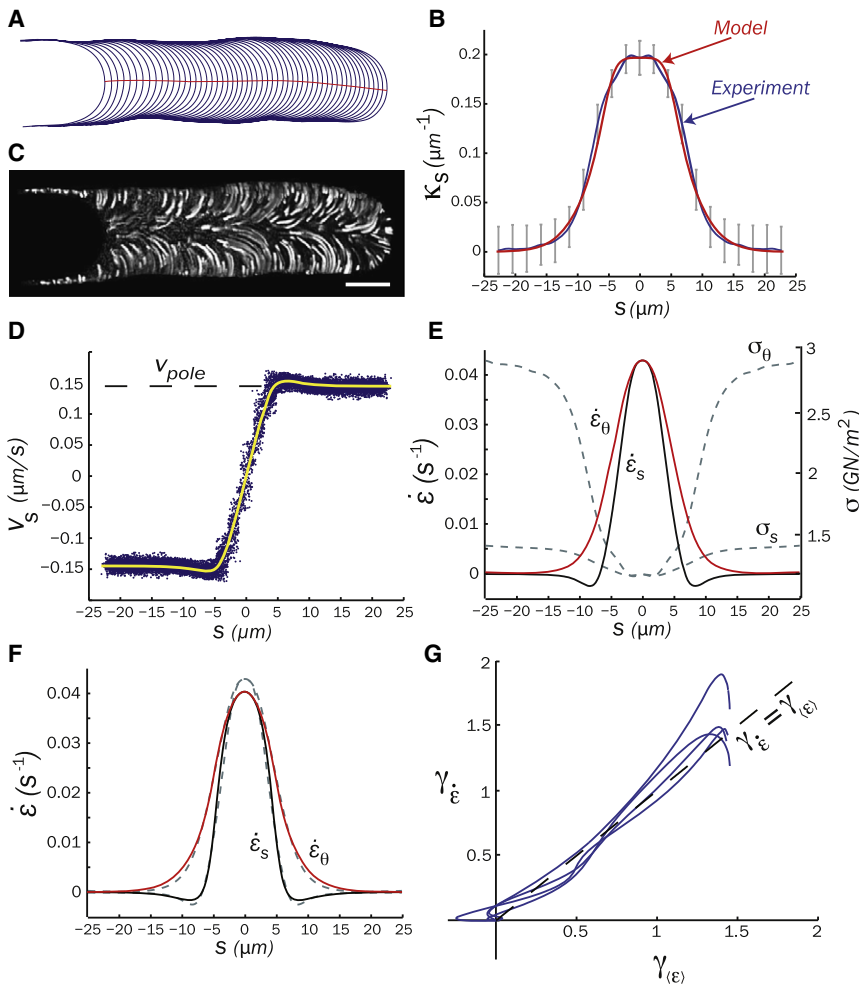 A
B
κs (μm⁻¹)
0.2
0.15
0.1
0.05
0
Model
Experiment
−25 −20 −15 −10 −5 0 5 10 15 20 25
s (μm)
C
D
vs (μm/s)
0.15
0.1
0.05
0
−0.05
−0.1
−0.15
vpole
−25 −20 −15 −10 −5 0 5 10 15 20 25
s (μm)
E
ε̇ (s⁻¹)
0.04
0.03
0.02
0.01
0
ε̇θ
ε̇s
σθ
σs
3
2.5
2
1.5
σ (GN/m²)
−25 −20 −15 −10 −5 0 5 10 15 20 25
s (μm)
F
ε̇ (s⁻¹)
0.04
0.03
0.02
0.01
0
ε̇s
ε̇θ
−25 −20 −15 −10 −5 0 5 10 15 20 25
s (μm)
G
γε̇
2
1.5
1
0.5
γε̇ = γ⟨ε⟩
0.5 1 1.5 2
γ⟨ε⟩